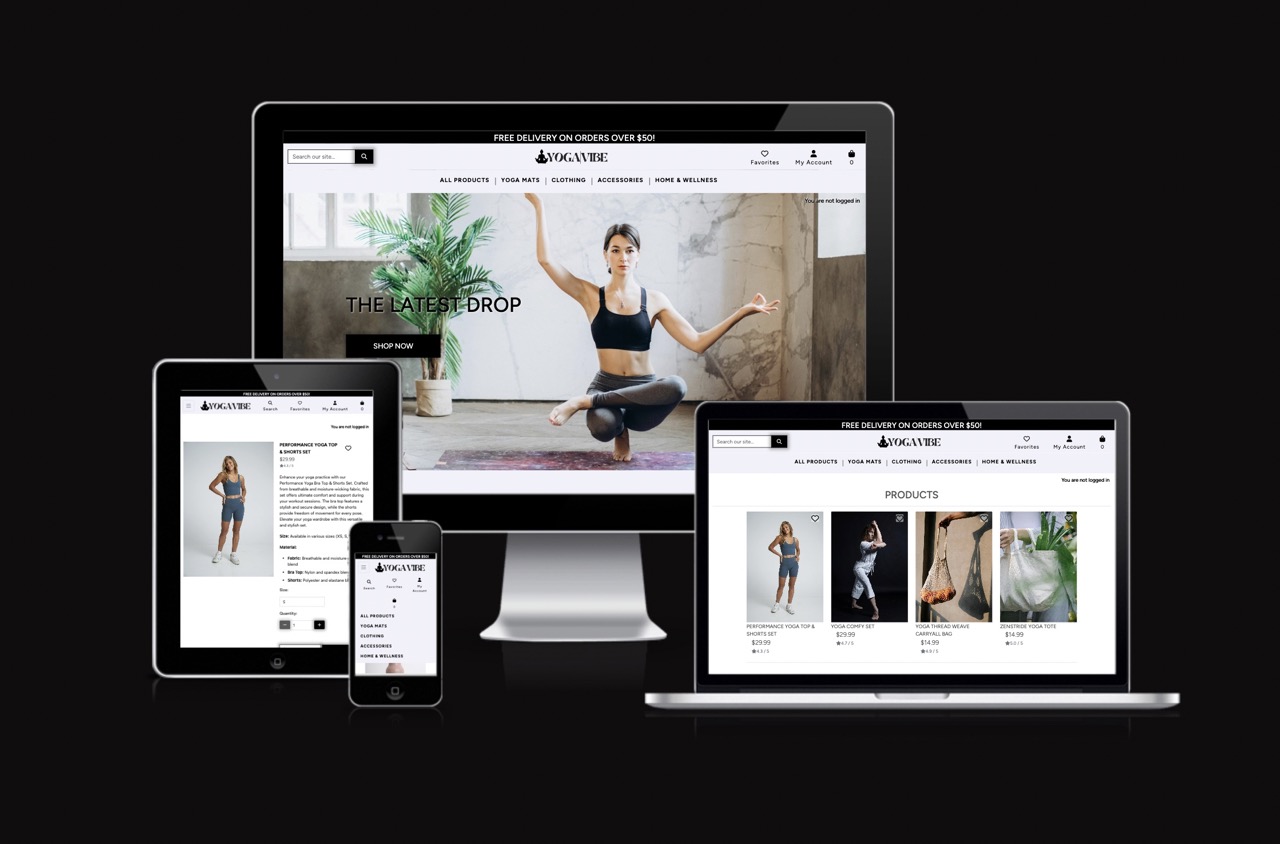 FREE DELIVERY ON ORDERS OVER $50!
Search our site...
YOGAVIBE
Favorites
My Account
0
ALL PRODUCTS | YOGA MATS | CLOTHING | ACCESSORIES | HOME & WELLNESS
You are not logged in
THE LATEST DROP
SHOP NOW
FREE DELIVERY ON ORDERS OVER $50!
YOGAVIBE
Search
Favorites
My Account
0
You are not logged in
PERFORMANCE YOGA TOP
& SHORTS SET
$29.99
4.3 / 5
Enhance your yoga practice with our
Performance Yoga Bra Top & Shorts Set. Crafted
from breathable and moisture-wicking fabric, this
set offers ultimate comfort and support during
your workout sessions. The bra top features a
stylish and secure design, while the shorts
provide freedom of movement for every pose.
Elevate your yoga wardrobe with this versatile
and stylish set.
Size: Available in various sizes (XS, S,
Material:
Fabric: Breathable and moisture
blend
Bra Top: Nylon and spandex blen
Shorts: Polyester and elastane bl
Size:
S
Quantity:
1
FREE DELIVERY ON ORDERS OVER $50!
YOGAVIBE
Search
Favorites
My
Account
0
ALL PRODUCTS
YOGA MATS
CLOTHING
ACCESSORIES
HOME & WELLNESS
FREE DELIVERY ON ORDERS OVER $50!
Search our site...
YOGAVIBE
Favorites
My Account
0
ALL PRODUCTS | YOGA MATS | CLOTHING | ACCESSORIES | HOME & WELLNESS
You are not logged in
PRODUCTS
PERFORMANCE YOGA TOP &
SHORTS SET
$29.99
4.3 / 5
YOGA COMFY SET
$29.99
4.7 / 5
YOGA THREAD WEAVE
CARRYALL BAG
$14.99
4.8 / 5
ZENSTRIDE YOGA TOTE
$14.99
5.0 / 5